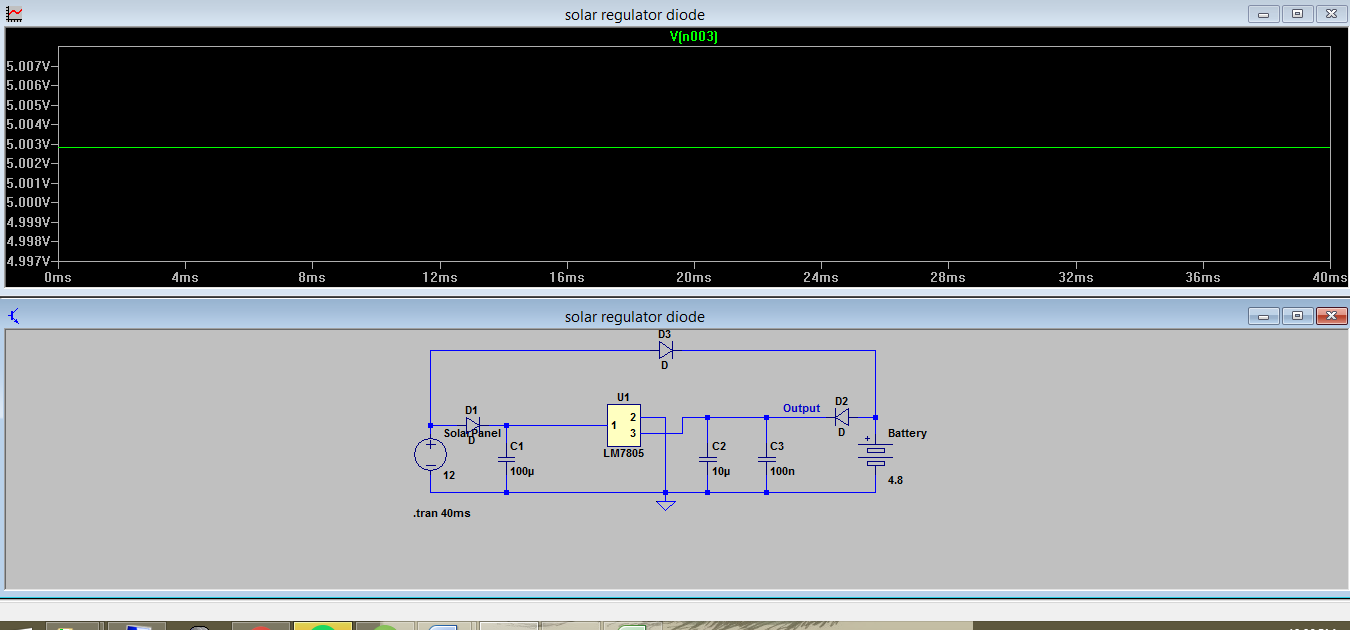 solar regulator diode
V(n003)
5.007V
5.006V
5.005V
5.004V
5.003V
5.002V
5.001V
5.000V
4.999V
4.998V
4.997V
0ms 4ms 8ms 12ms 16ms 20ms 24ms 28ms 32ms 36ms 40ms
solar regulator diode
D3
D
D1
D
SolarPanel
12
C1
100µ
U1
1
2
3
LM7805
C2
10µ
C3
100n
Output
D2
D
Battery
+
4.8
.tran 40ms